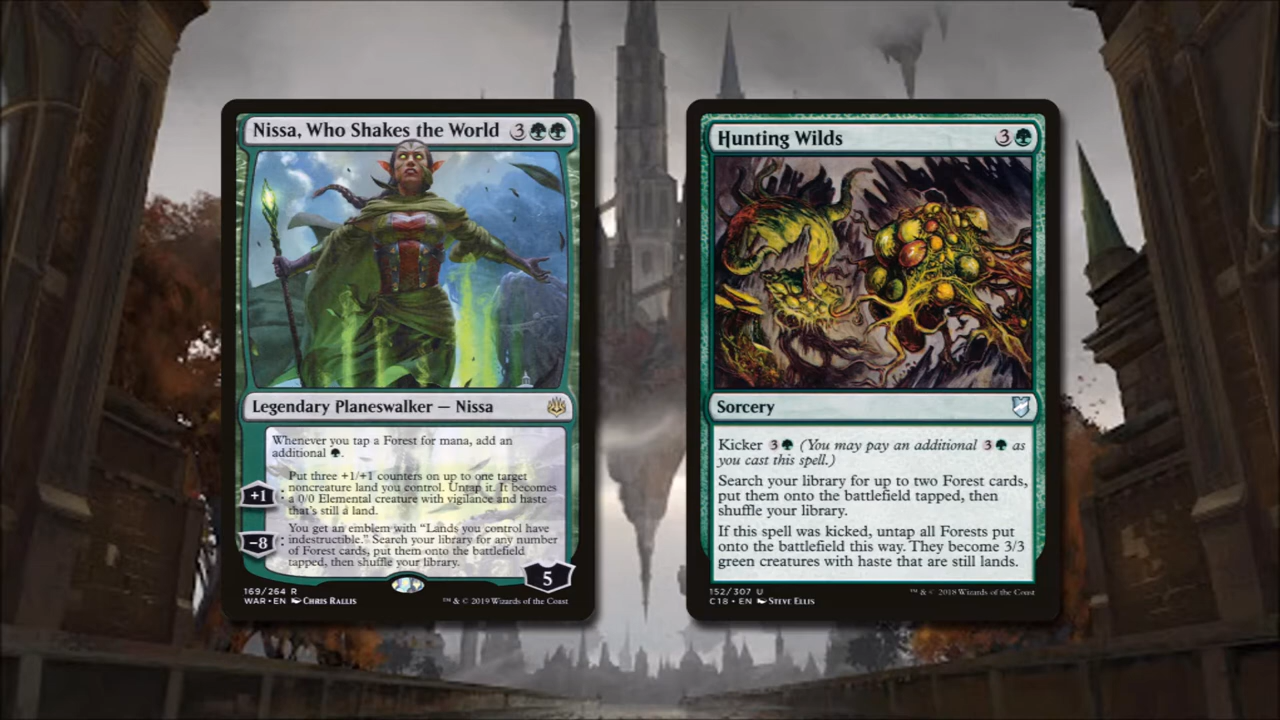 Nissa, Who Shakes the World 3
Legendary Planeswalker — Nissa
Whenever you tap a Forest for mana, add an
additional .
+1: Put three +1/+1 counters on up to one target
noncreature land you control. Untap it. It becomes
a 0/0 Elemental creature with vigilance and haste
that's still a land.
−8: You get an emblem with “Lands you control have
indestructible.” Search your library for any number
of Forest cards, put them onto the battlefield
tapped, then shuffle your library.
5
169/264 R
WAR • EN Chris Rallis
™ & © 2019 Wizards of the Coast
Hunting Wilds 3
Sorcery
Kicker 3 (You may pay an additional 3 as
you cast this spell.)
Search your library for up to two Forest cards,
put them onto the battlefield tapped, then
shuffle your library.
If this spell was kicked, untap all Forests put
onto the battlefield this way. They become 3/3
green creatures with haste that are still lands.
152/307 U
C18 • EN Steve Ellis
™ & © 2018 Wizards of the Coast